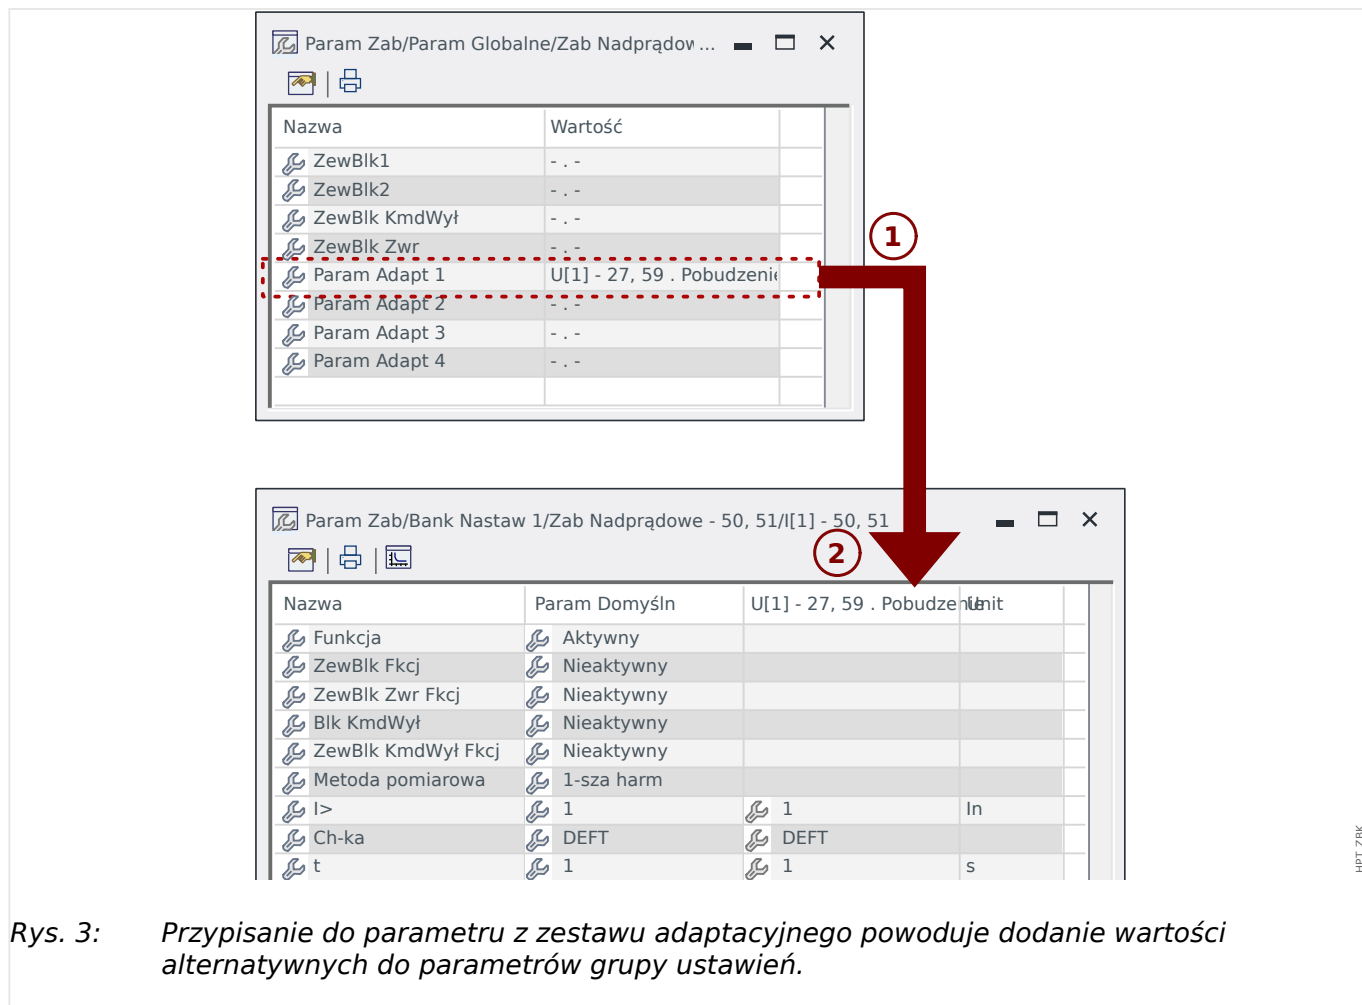 Param Zab/Param Globalne/Zab Nadprądow ...
Nazwa Wartość
ZewBlk1 - . -
ZewBlk2 - . -
ZewBlk KmdWył - . -
ZewBlk Zwr - . -
Param Adapt 1 U[1] - 27, 59 . Pobudzenie
Param Adapt 2 - . -
Param Adapt 3 - . -
Param Adapt 4 - . -
1
Param Zab/Bank Nastaw 1/Zab Nadprądowe - 50, 51/I[1] - 50, 51
2
Nazwa Param Domyśln U[1] - 27, 59 . Pobudzenie Unit
Funkcja Aktywny
ZewBlk Fkcj Nieaktywny
ZewBlk Zwr Fkcj Nieaktywny
Blk KmdWył Nieaktywny
ZewBlk KmdWył Fkcj Nieaktywny
Metoda pomiarowa 1-sza harm
I> 1 1 In
Ch-ka DEFT DEFT
t 1 1 s
HPT_ZBK
Rys. 3: Przypisanie do parametru z zestawu adaptacyjnego powoduje dodanie wartości
alternatywnych do parametrów grupy ustawień.